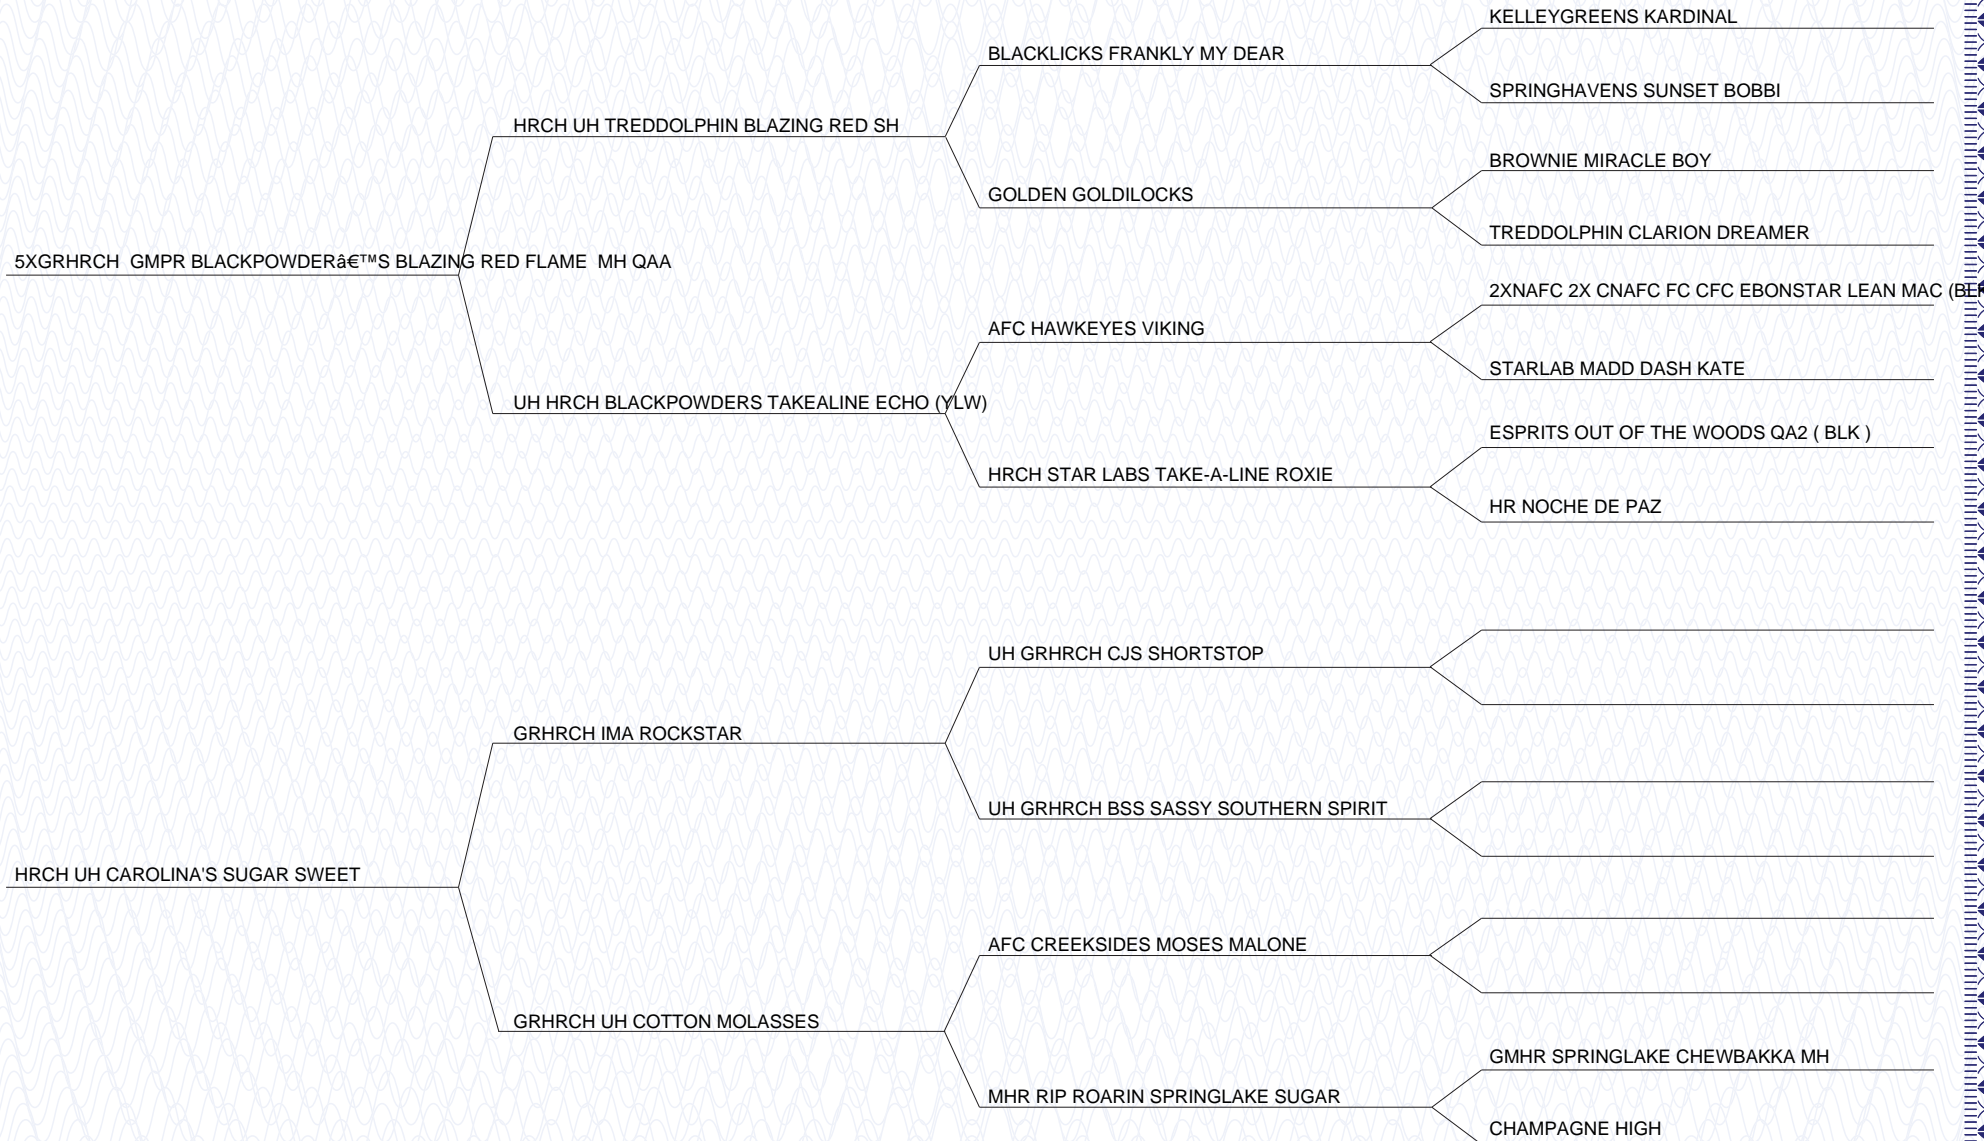 KELLEYGREENS KARDINAL
BLACKLICKS FRANKLY MY DEAR
SPRINGHAVENS SUNSET BOBBI
HRCH UH TREDDOLPHIN BLAZING RED SH
BROWNIE MIRACLE BOY
GOLDEN GOLDILOCKS
TREDDOLPHIN CLARION DREAMER
5XGRHRCH  GMPR BLACKPOWDER’S BLAZING RED FLAME  MH QAA
2XNAFC 2X CNAFC FC CFC EBONSTAR LEAN MAC
AFC HAWKEYES VIKING
STARLAB MADD DASH KATE
UH HRCH BLACKPOWDERS TAKEALINE ECHO (YLW)
ESPRITS OUT OF THE WOODS QA2 ( BLK )
HRCH STAR LABS TAKE-A-LINE ROXIE
HR NOCHE DE PAZ
UH GRHRCH CJS SHORTSTOP
GRHRCH IMA ROCKSTAR
UH GRHRCH BSS SASSY SOUTHERN SPIRIT
HRCH UH CAROLINA'S SUGAR SWEET
AFC CREEKSIDES MOSES MALONE
GRHRCH UH COTTON MOLASSES
GMHR SPRINGLAKE CHEWBAKKA MH
MHR RIP ROARIN SPRINGLAKE SUGAR
CHAMPAGNE HIGH